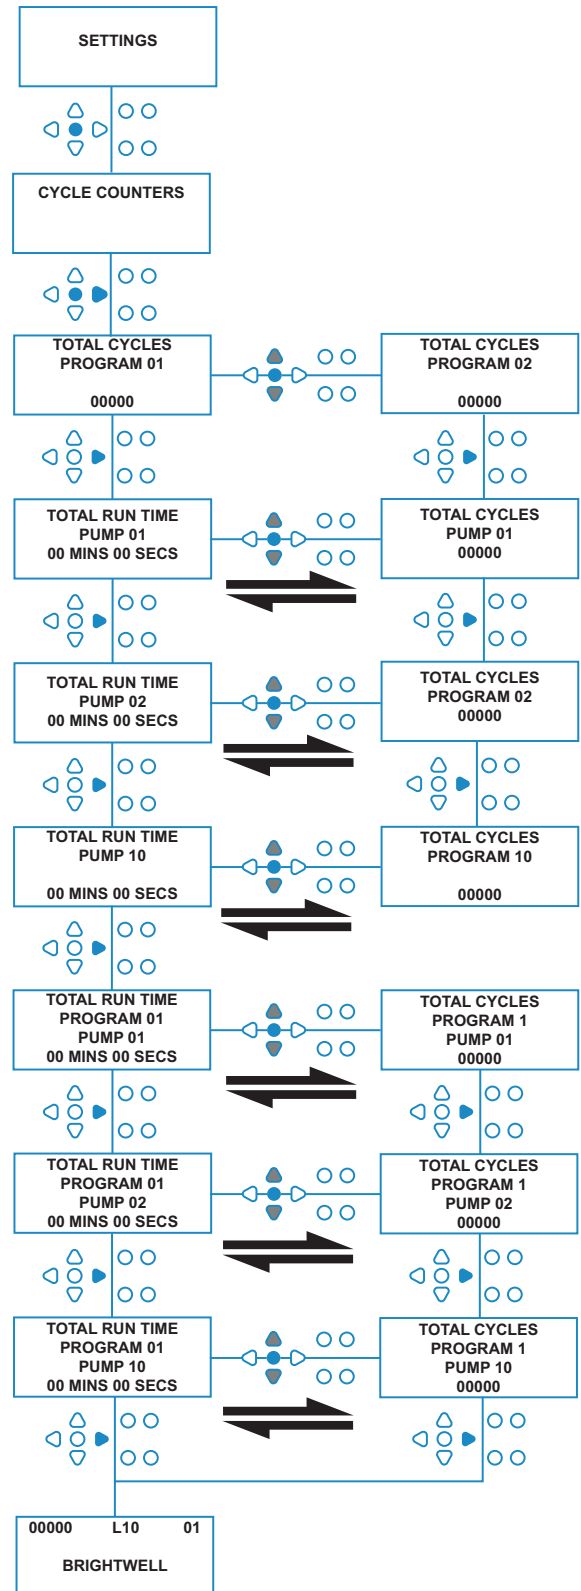 SETTINGS
CYCLE COUNTERS
TOTAL CYCLES
PROGRAM 01
00000
TOTAL CYCLES
PROGRAM 02
00000
TOTAL RUN TIME
PUMP 01
00 MINS 00 SECS
TOTAL CYCLES
PUMP 01
00000
TOTAL RUN TIME
PUMP 02
00 MINS 00 SECS
TOTAL CYCLES
PROGRAM 02
00000
TOTAL RUN TIME
PUMP 10
00 MINS 00 SECS
TOTAL CYCLES
PROGRAM 10
00000
TOTAL RUN TIME
PROGRAM 01
PUMP 01
00 MINS 00 SECS
TOTAL CYCLES
PROGRAM 1
PUMP 01
00000
TOTAL RUN TIME
PROGRAM 01
PUMP 02
00 MINS 00 SECS
TOTAL CYCLES
PROGRAM 1
PUMP 02
00000
TOTAL RUN TIME
PROGRAM 01
PUMP 10
00 MINS 00 SECS
TOTAL CYCLES
PROGRAM 1
PUMP 10
00000
00000 L10 01
BRIGHTWELL